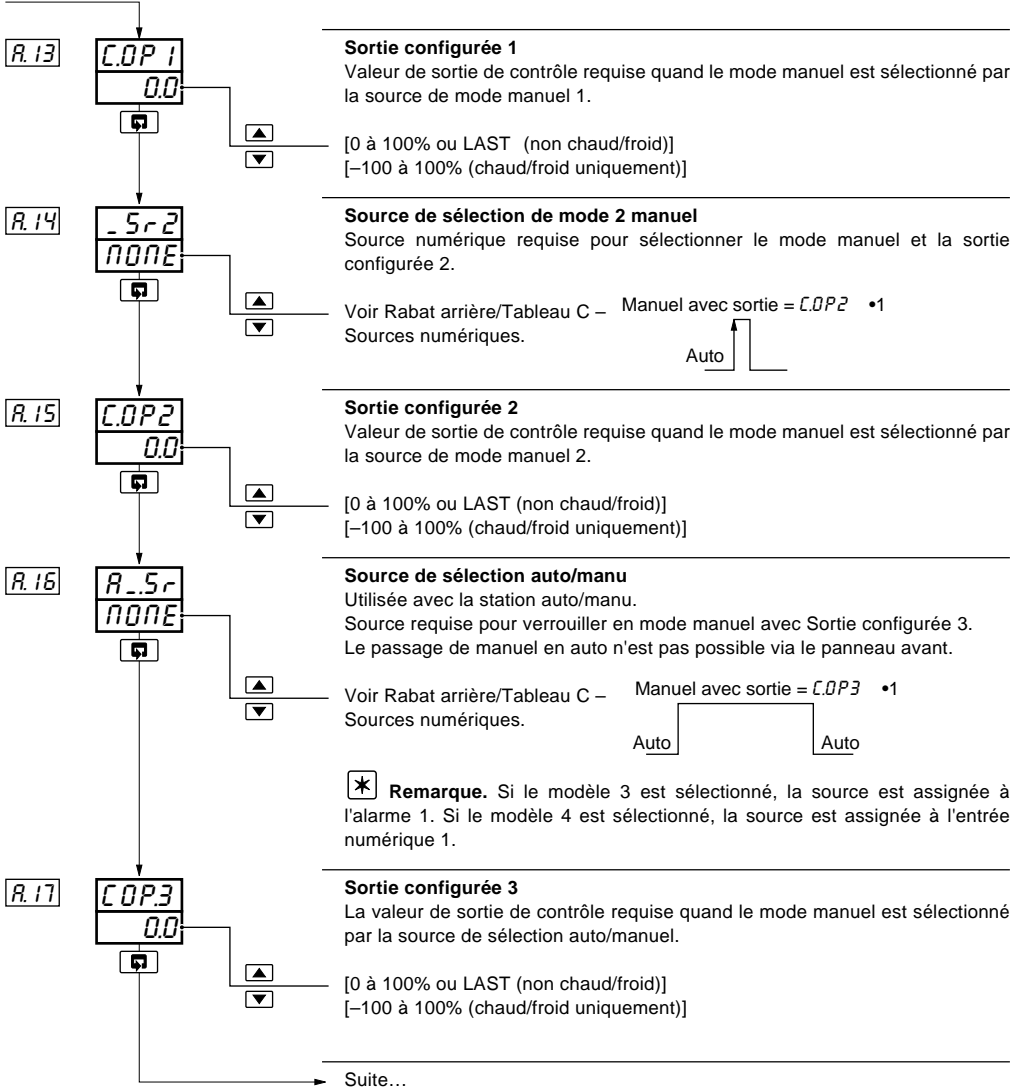 A.13
C.OP 1
0.0
Sortie configurée 1
Valeur de sortie de contrôle requise quand le mode manuel est sélectionné par
la source de mode manuel 1.
[0 à 100% ou LAST (non chaud/froid)]
[–100 à 100% (chaud/froid uniquement)]
A.14
_Sr2
NONE
Source de sélection de mode 2 manuel
Source numérique requise pour sélectionner le mode manuel et la sortie
configurée 2.
Voir Rabat arrière/Tableau C –
Sources numériques.
Manuel avec sortie = C.OP2 •1
Auto
A.15
C.OP2
0.0
Sortie configurée 2
Valeur de sortie de contrôle requise quand le mode manuel est sélectionné par
la source de mode manuel 2.
[0 à 100% ou LAST (non chaud/froid)]
[–100 à 100% (chaud/froid uniquement)]
A.16
A_.Sr
NONE
Source de sélection auto/manu
Utilisée avec la station auto/manu.
Source requise pour verrouiller en mode manuel avec Sortie configurée 3.
Le passage de manuel en auto n'est pas possible via le panneau avant.
Voir Rabat arrière/Tableau C –
Sources numériques.
Manuel avec sortie = C.OP3 •1
Auto Auto
Remarque. Si le modèle 3 est sélectionné, la source est assignée à
l'alarme 1. Si le modèle 4 est sélectionné, la source est assignée à l'entrée
numérique 1.
A.17
COP.3
0.0
Sortie configurée 3
La valeur de sortie de contrôle requise quand le mode manuel est sélectionné
par la source de sélection auto/manuel.
[0 à 100% ou LAST (non chaud/froid)]
[–100 à 100% (chaud/froid uniquement)]
Suite…